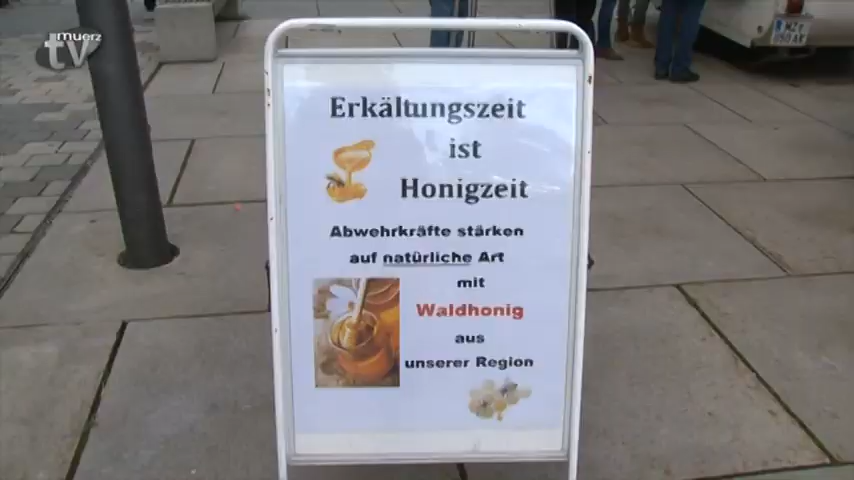 muerz
tv
Erkältungszeit
ist
Honigzeit
Abwehrkräfte stärken
auf natürliche Art
mit
Waldhonig
aus
unserer Region